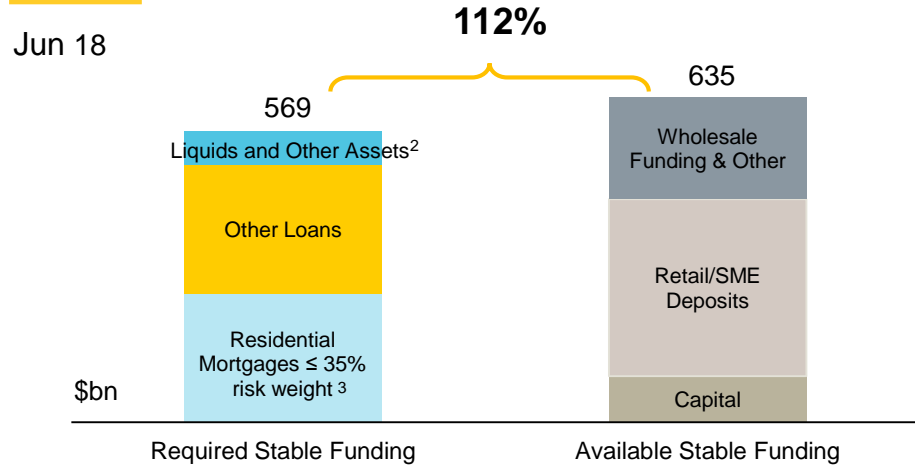 112%
Jun 18
569
635
Liquids and Other Assets2
Other Loans
Residential
Mortgages ≤ 35%
risk weight 3
Wholesale
Funding & Other
Retail/SME
Deposits
Capital
$bn
Required Stable Funding
Available Stable Funding